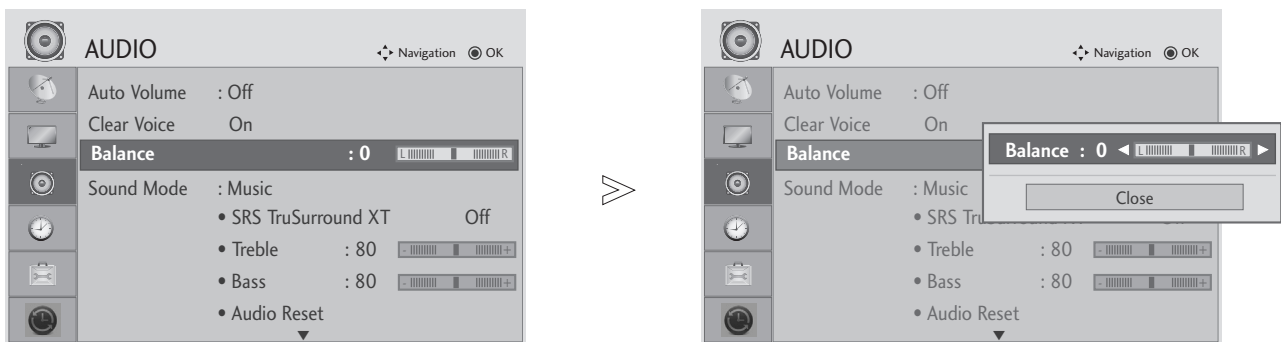 AUDIO
Navigation OK
Auto Volume : Off
Clear Voice On
Balance : 0 L R
Sound Mode : Music
• SRS TruSurround XT Off
• Treble : 80 - +
• Bass : 80 - +
• Audio Reset
AUDIO
Navigation OK
Auto Volume : Off
Clear Voice On
Balance
Balance : 0 L R
Close
Sound Mode : Music
• SRS
• Treble : 80 - +
• Bass : 80 - +
• Audio Reset